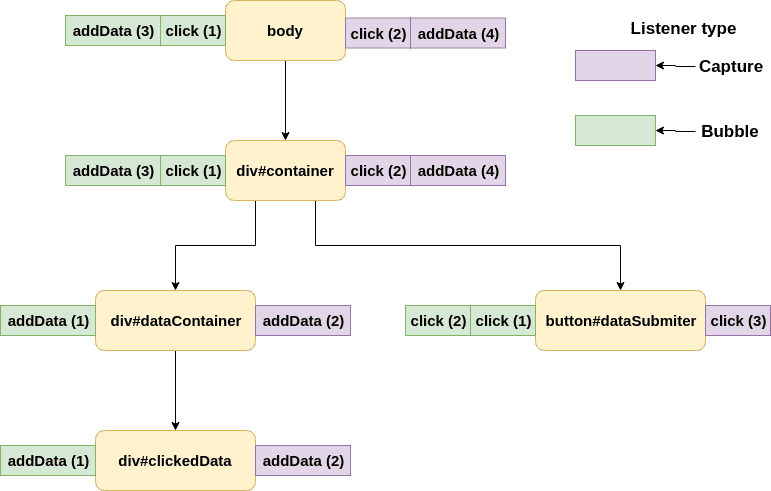 addData (3) click (1) body click (2) addData (4)
Listener type
Capture
Bubble
addData (3) click (1) div#container click (2) addData (4)
addData (1) div#dataContainer addData (2)
click (2) click (1) button#dataSubmiter click (3)
addData (1) div#clickedData addData (2)